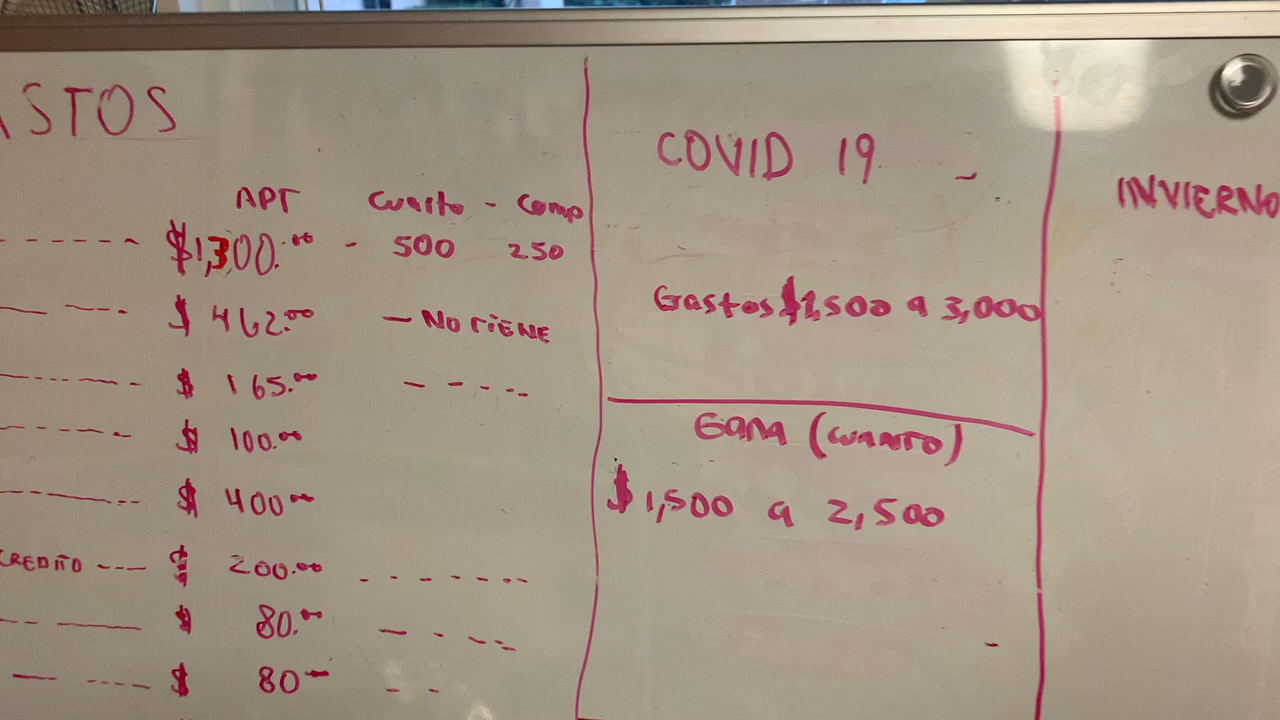 ASTOS
APT Cuarto - Comp
$1,300.00 - 500 250
$ 462.00 - NO TIENE
$ 165.00
$ 100.00
$ 400.00
CREDITO ---- $ 200.00
$ 80.00
$ 80
COVID 19 -
Gastos $1,500 a 3,000
GANA (CUANTO)
$1,500 a 2,500
INVIERNO